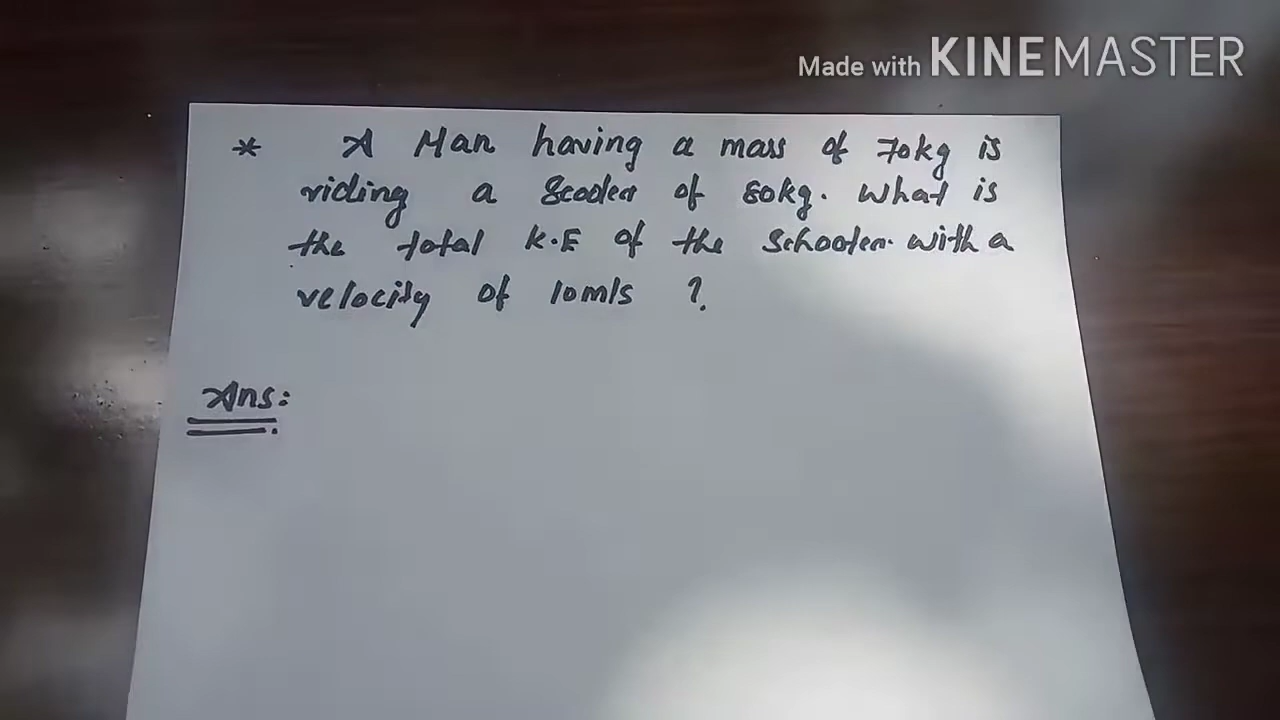 Made with KINEMASTER
* A Man having a mass of 70kg is
riding a Scooter of 80kg. What is
the total K.E of the Schooter. with a
velocity of 10m/s ?
Ans: